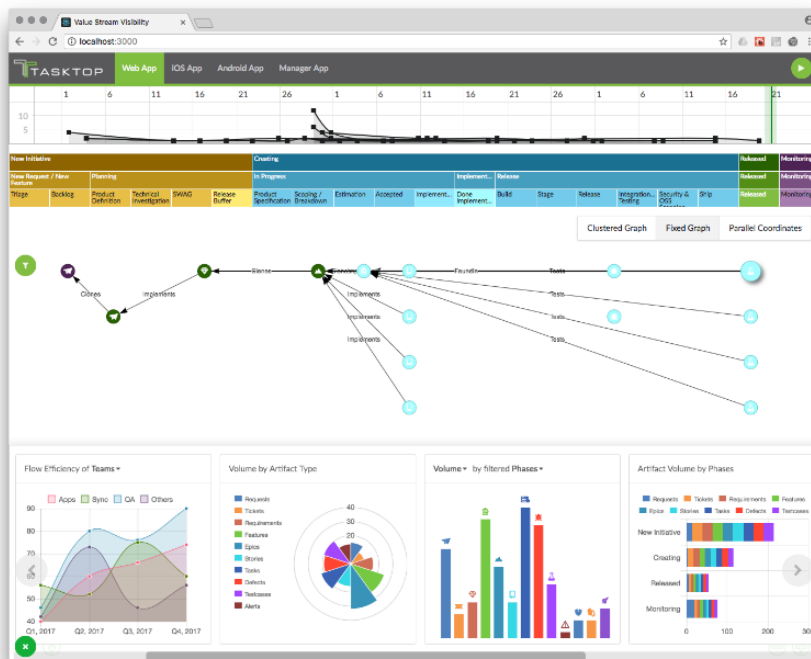 Value Stream Visibility
localhost:3000
TASKTOP Web App iOS App Android App Manager App
1 6 11 16 21 26 1 6 11 16 21 26 1 6 11 16 21
10
5
New Initiative Creating Released Monitoring
New Request / New Feature Planning In Progress Implement... Release Released Monitoring
Triage Backlog Product Definition Technical Investigation SWAG Release Buffer Product Specification Scoping / Breakdown Estimation Accepted Implement... Done Implement... Build Stage Release Integration... Testing Security & OSS Ship Released Monitoring
Clustered Graph Fixed Graph Parallel Coordinates
Clones Tests
Clones Implements Implements Tests
Implements Tests
Implements Tests
Flow Efficiency of Teams
Apps Sync QA Others
90
80
70
60
50
40
Q1, 2017 Q2, 2017 Q3, 2017 Q4, 2017
Volume by Artifact Type
Requests
Tickets
Requirements
Features
Epics
Stories
Tasks
Defects
Testcases
Alerts
40
30
20
Volume by filtered Phases
Artifact Volume by Phases
Requests Tickets Requirements Features
Epics Stories Tasks Defects Testcases
New Initiative
Creating
Released
Monitoring
0 100 200 30